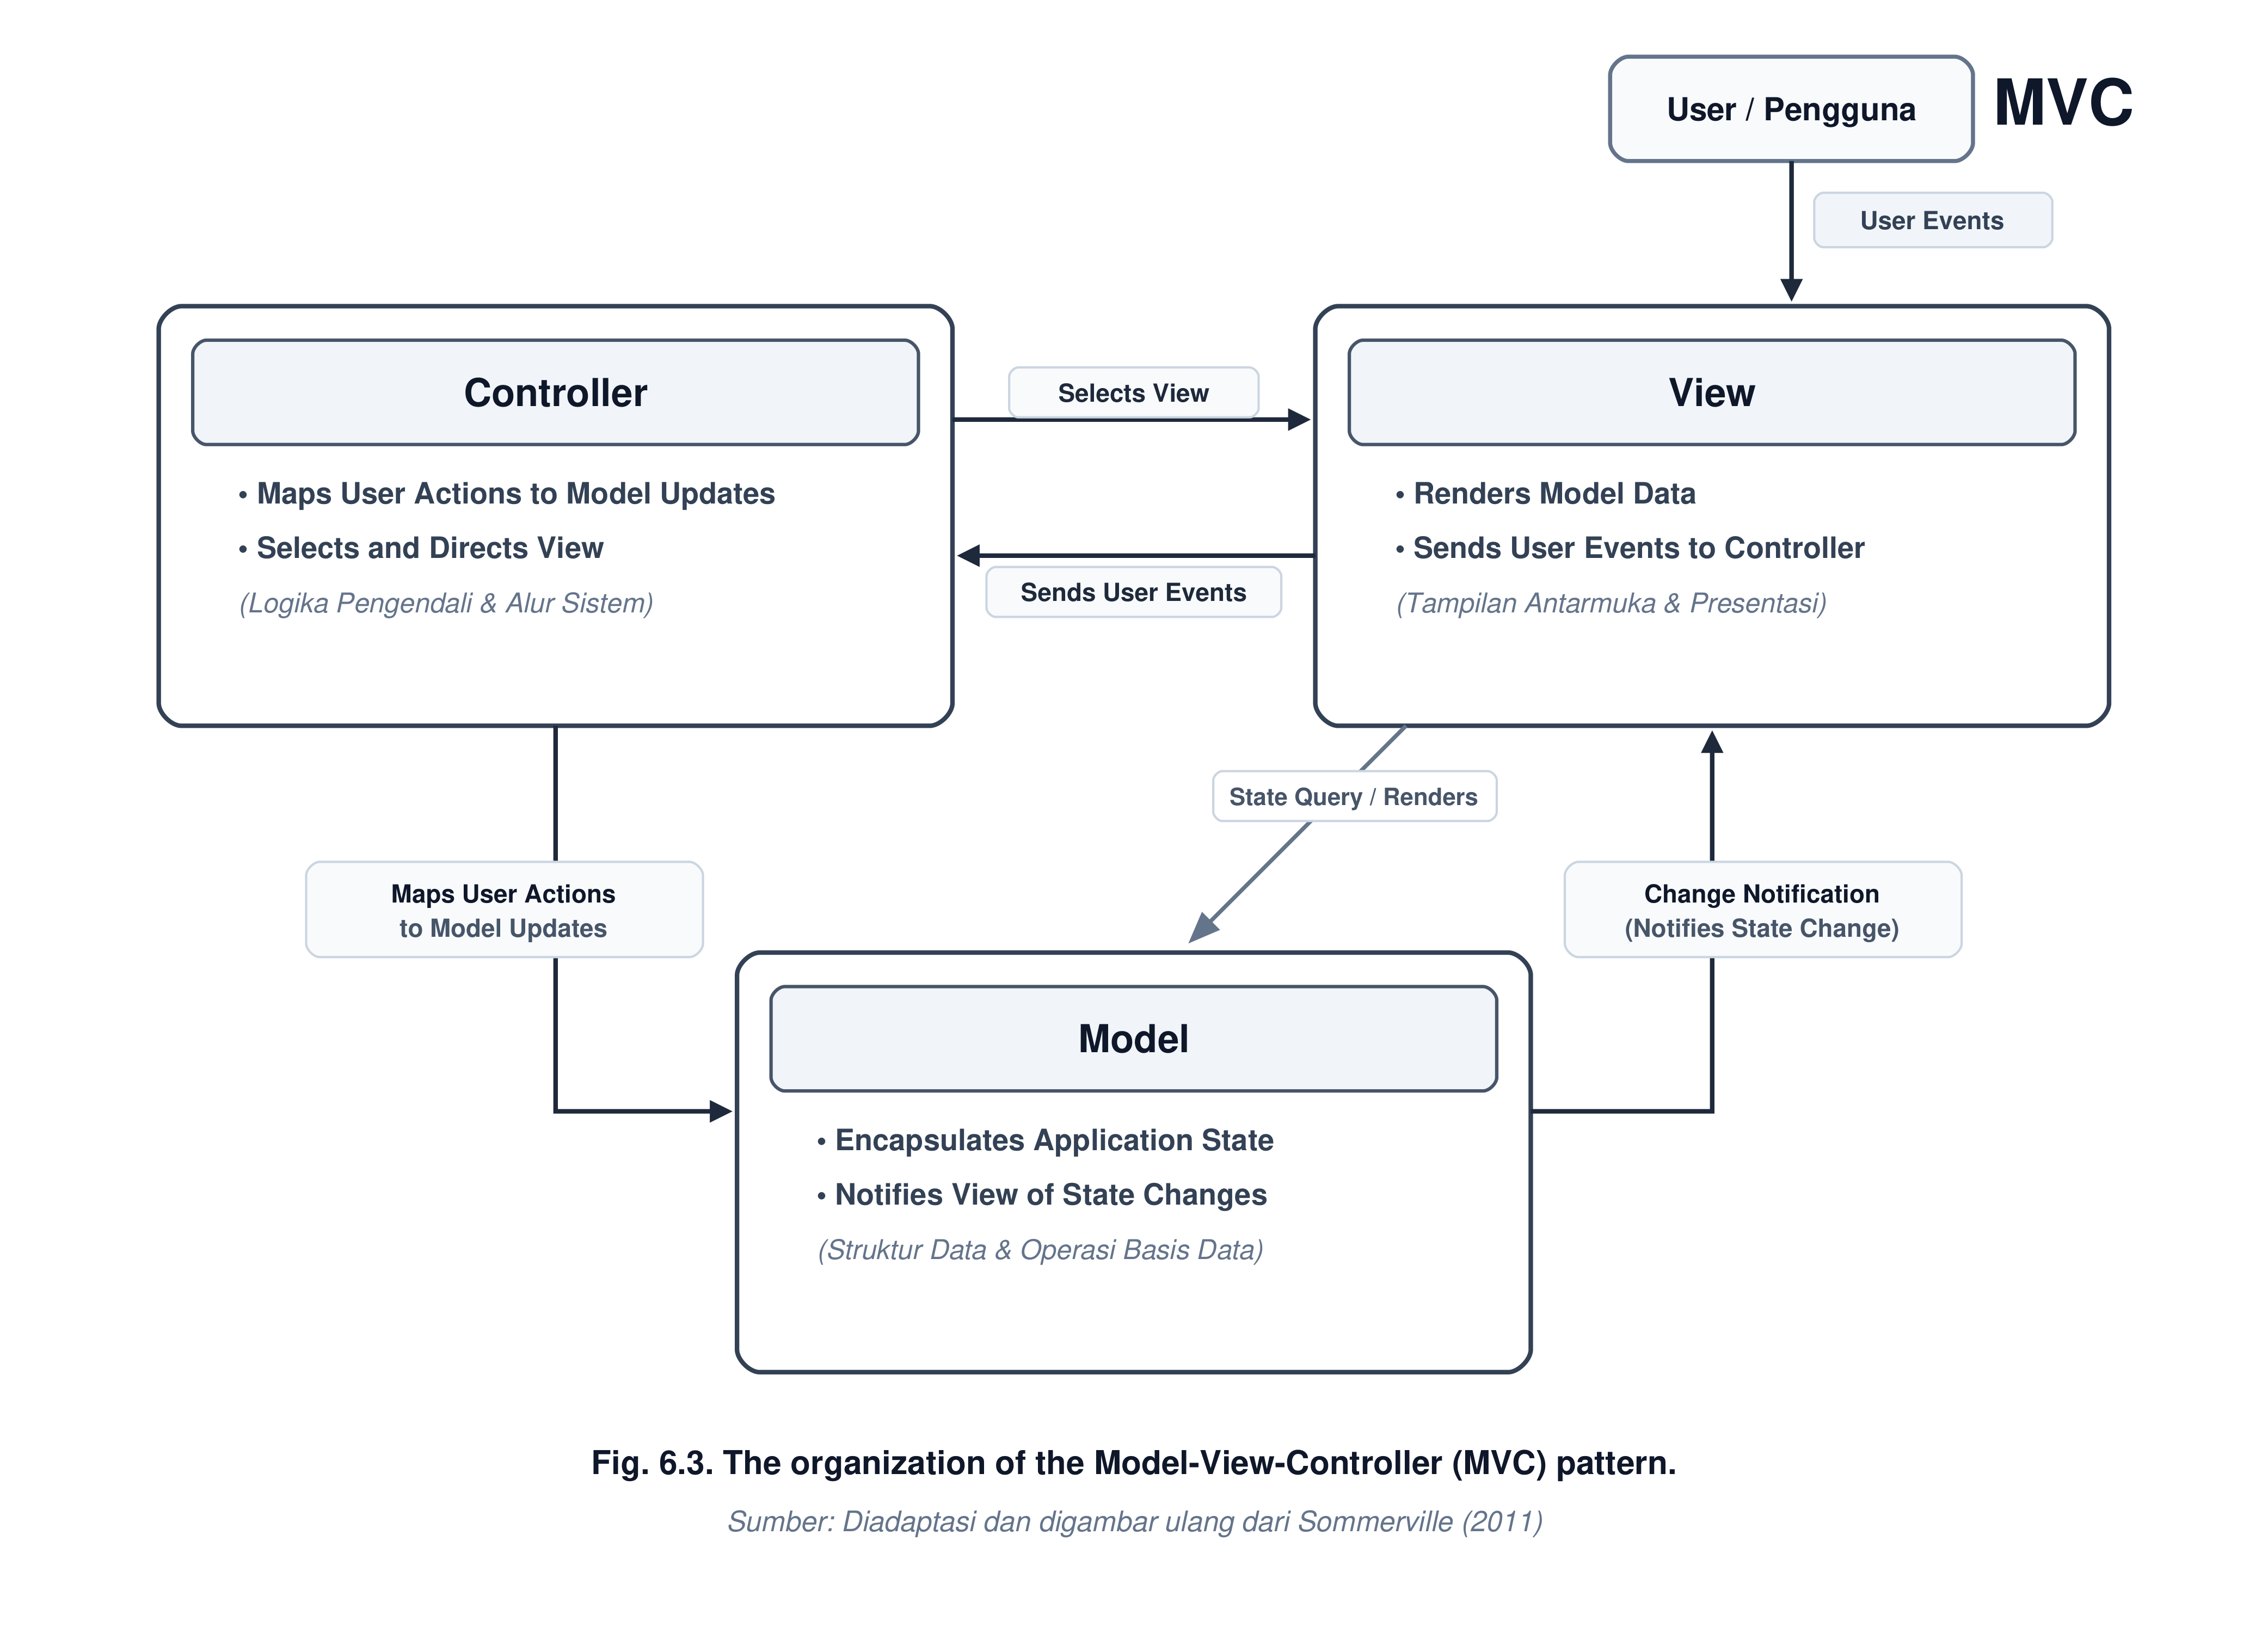 User / Pengguna
MVC
User Events
Controller
• Maps User Actions to Model Updates
• Selects and Directs View
(Logika Pengendali & Alur Sistem)
Selects View
Sends User Events
View
• Renders Model Data
• Sends User Events to Controller
(Tampilan Antarmuka & Presentasi)
State Query / Renders
Maps User Actions
to Model Updates
Change Notification
(Notifies State Change)
Model
• Encapsulates Application State
• Notifies View of State Changes
(Struktur Data & Operasi Basis Data)
Fig. 6.3. The organization of the Model-View-Controller (MVC) pattern.
Sumber: Diadaptasi dan digambar ulang dari Sommerville (2011)